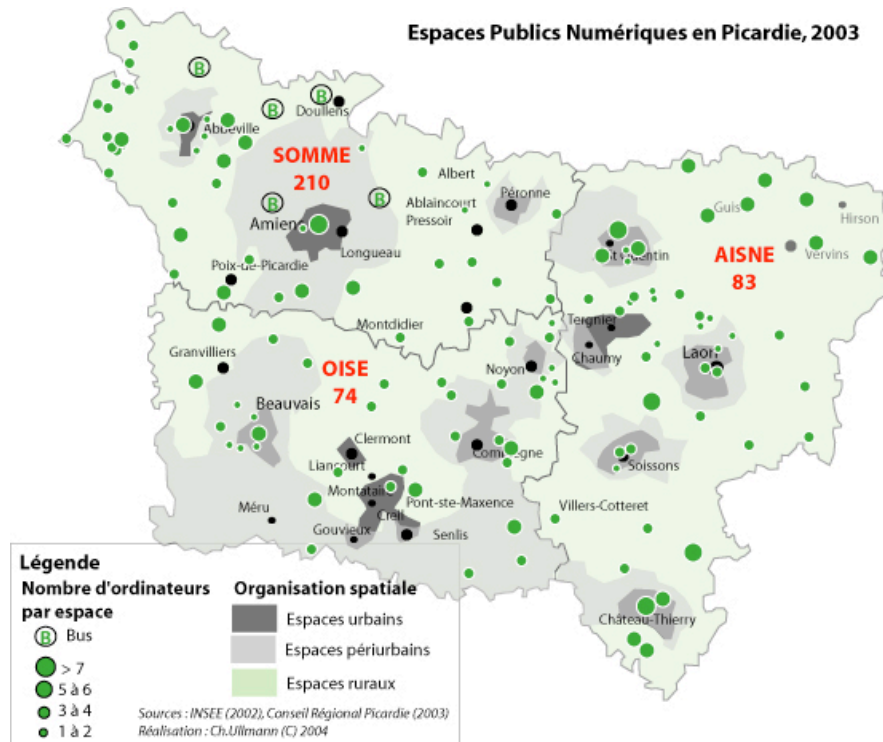 Espaces Publics Numériques en Picardie, 2003
B
B
B
Doullens
Abbeville
SOMME
210
Albert
B
B
Ablaincourt
Pressoir
Péronne
Amiens
Longueau
Poix-de-Picardie
Guis
Hirson
St Quentin
AISNE
83
Vervins
Montdidier
Tergnier
Chaumy
Laon
Granvilliers
OISE
74
Noyon
Beauvais
Clermont
Liancourt
Compiègne
Soissons
Montataire
Pont-ste-Maxence
Creil
Méru
Gouvieux
Senlis
Villers-Cotteret
Château-Thierry
Légende
Nombre d'ordinateurs
par espace
B Bus
> 7
5 à 6
3 à 4
1 à 2
Organisation spatiale
Espaces urbains
Espaces périurbains
Espaces ruraux
Sources : INSEE (2002), Conseil Régional Picardie (2003)
Réalisation : Ch.Ullmann (C) 2004